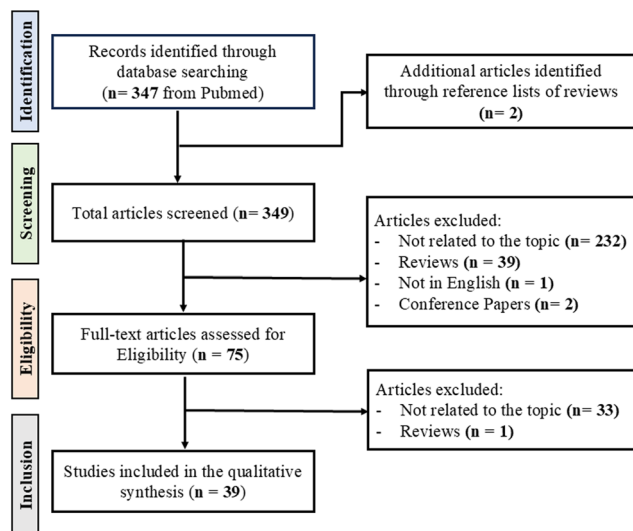 Identification
Records identified through
database searching
(n= 347 from Pubmed)
Additional articles identified
through reference lists of reviews
(n= 2)
Screening
Total articles screened (n= 349)
Articles excluded:
- Not related to the topic (n= 232)
- Reviews (n = 39)
- Not in English (n = 1)
- Conference Papers (n= 2)
Eligibility
Full-text articles assessed for
Eligibility (n = 75)
Articles excluded:
- Not related to the topic (n= 33)
- Reviews (n = 1)
Inclusion
Studies included in the qualitative
synthesis (n = 39)